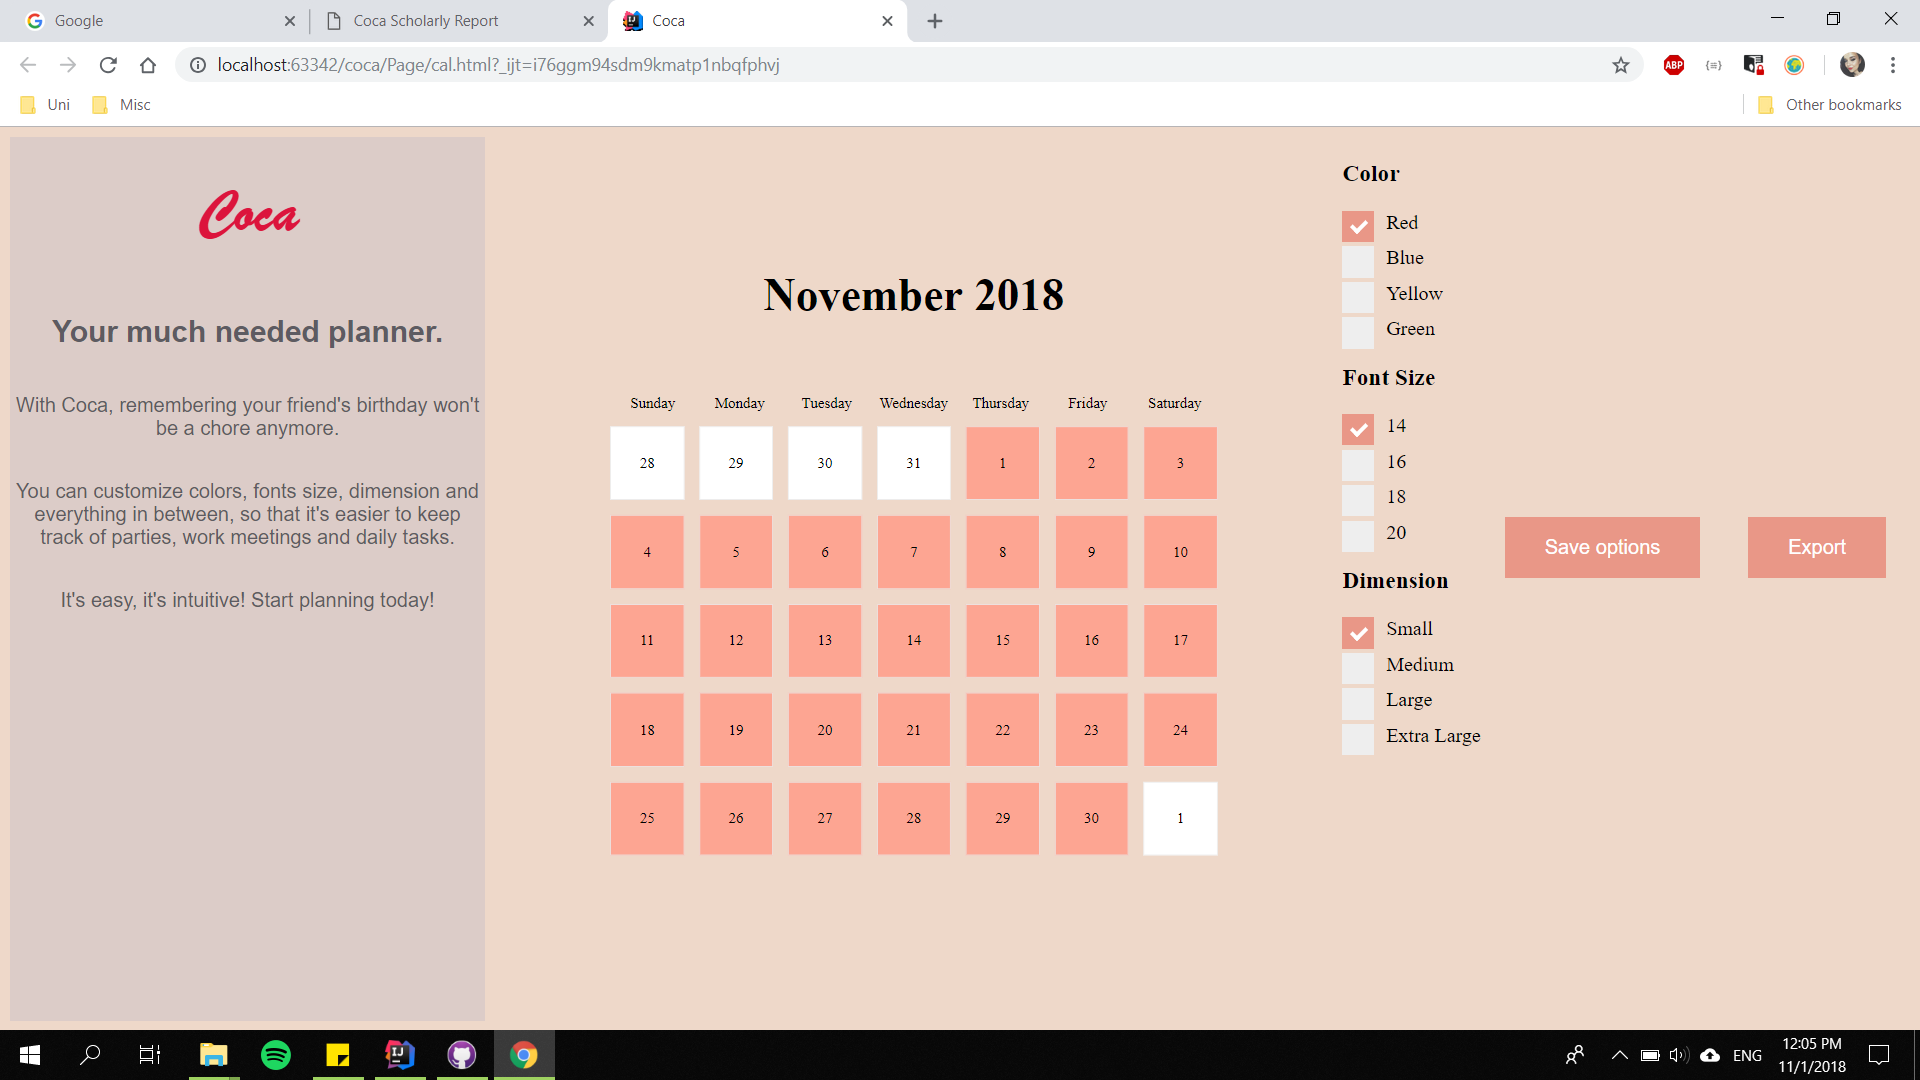 Google
Coca Scholarly Report
Coca
localhost:63342/coca/Page/cal.html?_ijt=i76ggm94sdm9kmatp1nbqfphvj
ABP
Uni
Misc
Other bookmarks
Coca
Your much needed planner.
With Coca, remembering your friend's birthday won't
be a chore anymore.
You can customize colors, fonts size, dimension and
everything in between, so that it's easier to keep
track of parties, work meetings and daily tasks.
It's easy, it's intuitive! Start planning today!
November 2018
Sunday Monday Tuesday Wednesday Thursday Friday Saturday
28 29 30 31 1 2 3
4 5 6 7 8 9 10
11 12 13 14 15 16 17
18 19 20 21 22 23 24
25 26 27 28 29 30 1
Color
Red
Blue
Yellow
Green
Font Size
14
16
18
20
Dimension
Small
Medium
Large
Extra Large
Save options
Export
IJ
ENG
12:05 PM
11/1/2018